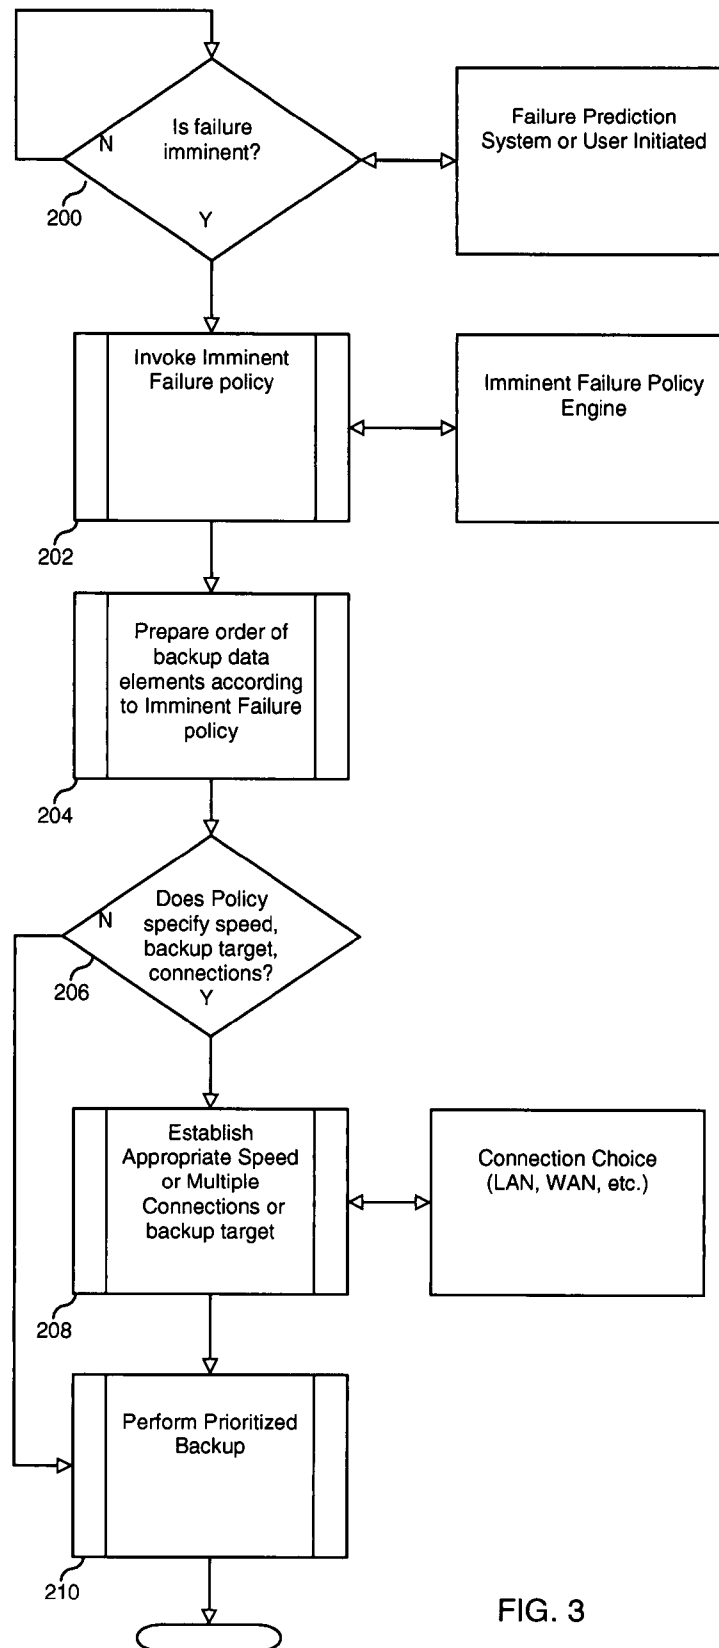 Is failure
imminent?
N
Y
200
Failure Prediction
System or User Initiated
Invoke Imminent
Failure policy
202
Imminent Failure Policy
Engine
Prepare order of
backup data
elements according
to Imminent Failure
policy
204
Does Policy
specify speed,
backup target,
connections?
N
Y
206
Establish
Appropriate Speed
or Multiple
Connections or
backup target
208
Connection Choice
(LAN, WAN, etc.)
Perform Prioritized
Backup
210
FIG. 3